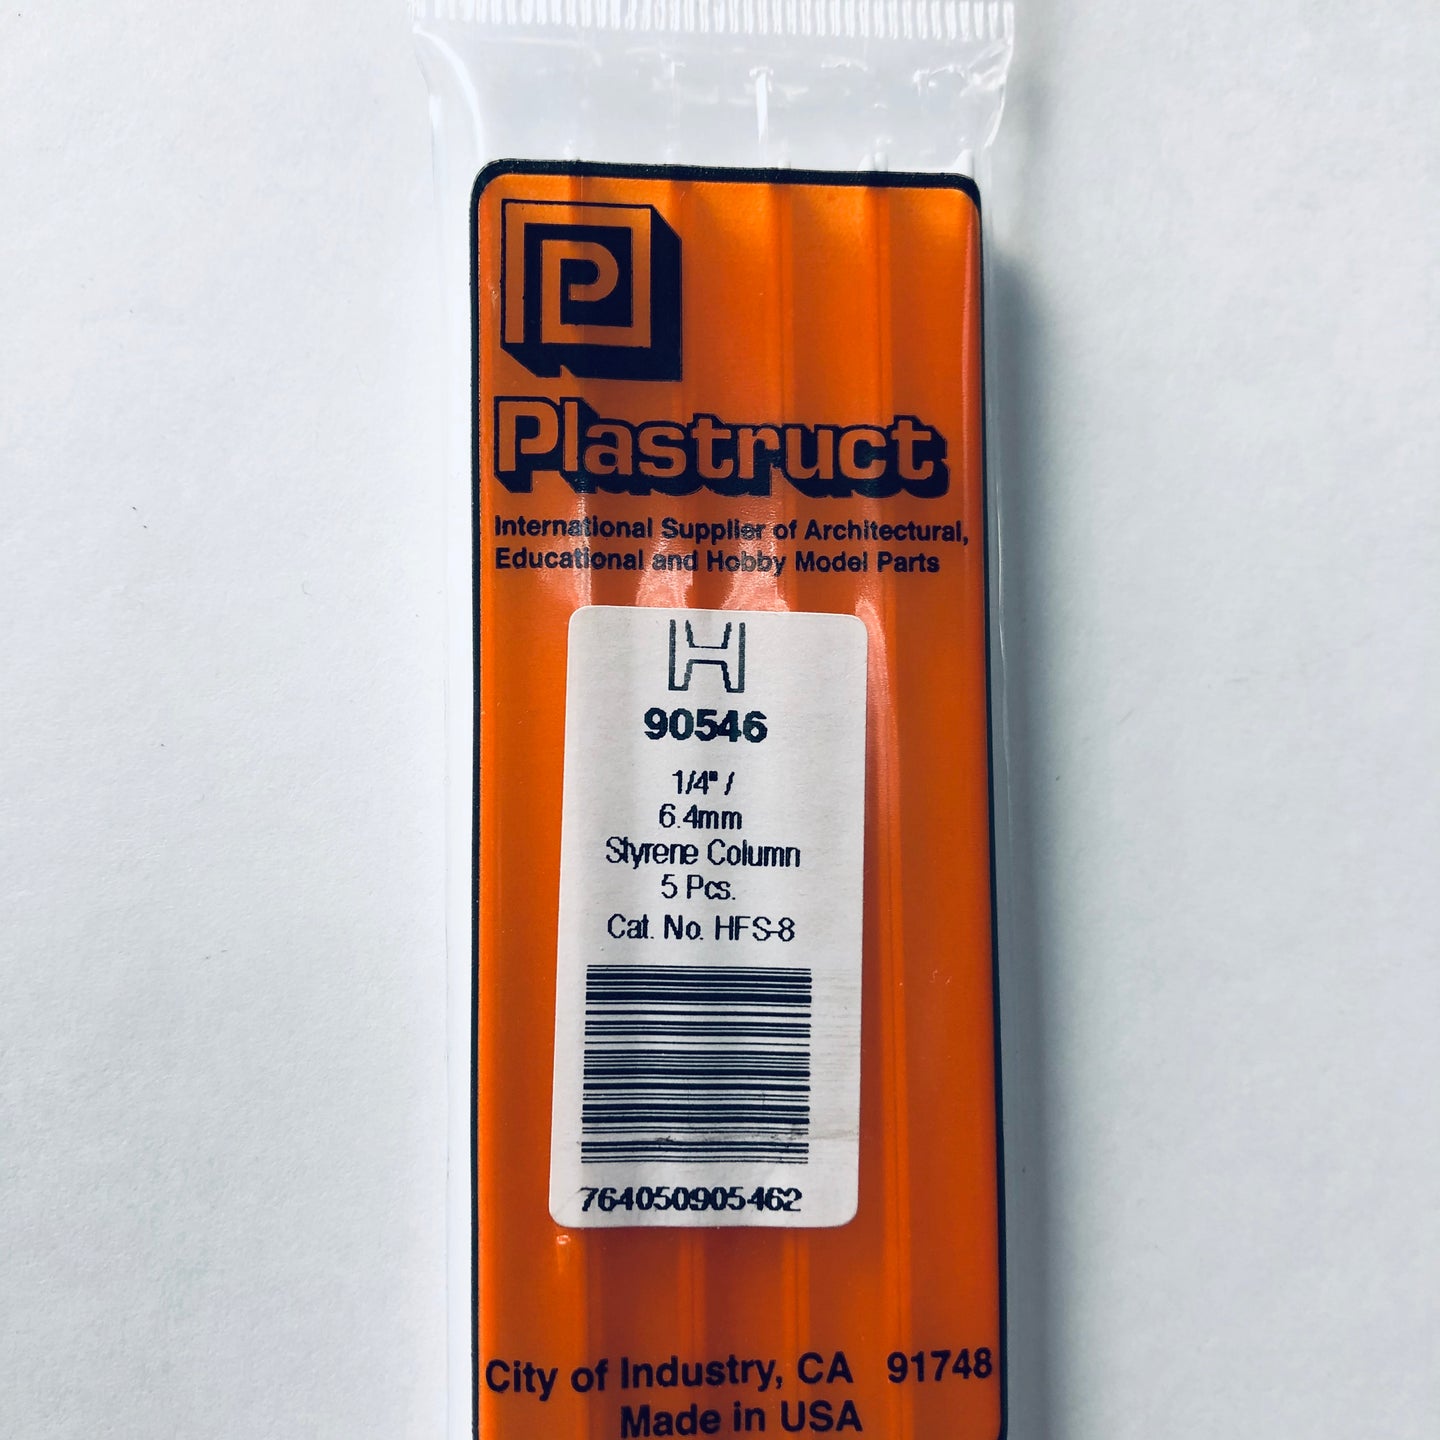 P
Plastruct
International Supplier of Architectural,
Educational and Hobby Model Parts
90546
1/4" /
6.4mm
Styrene Column
5 Pcs.
Cat. No. HFS-8
764050905462
City of Industry, CA 91748
Made in USA